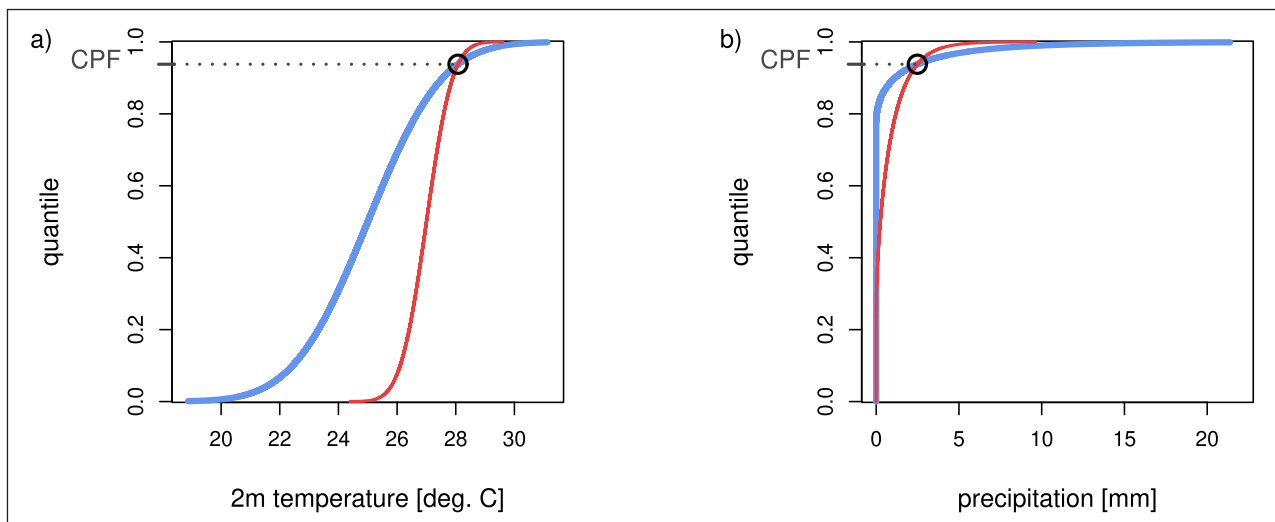 a)
CPF
quantile
0.0
0.2
0.4
0.6
0.8
1.0
20 22 24 26 28 30
2m temperature [deg. C]
b)
CPF
quantile
0.0
0.2
0.4
0.6
0.8
1.0
0 5 10 15 20
precipitation [mm]